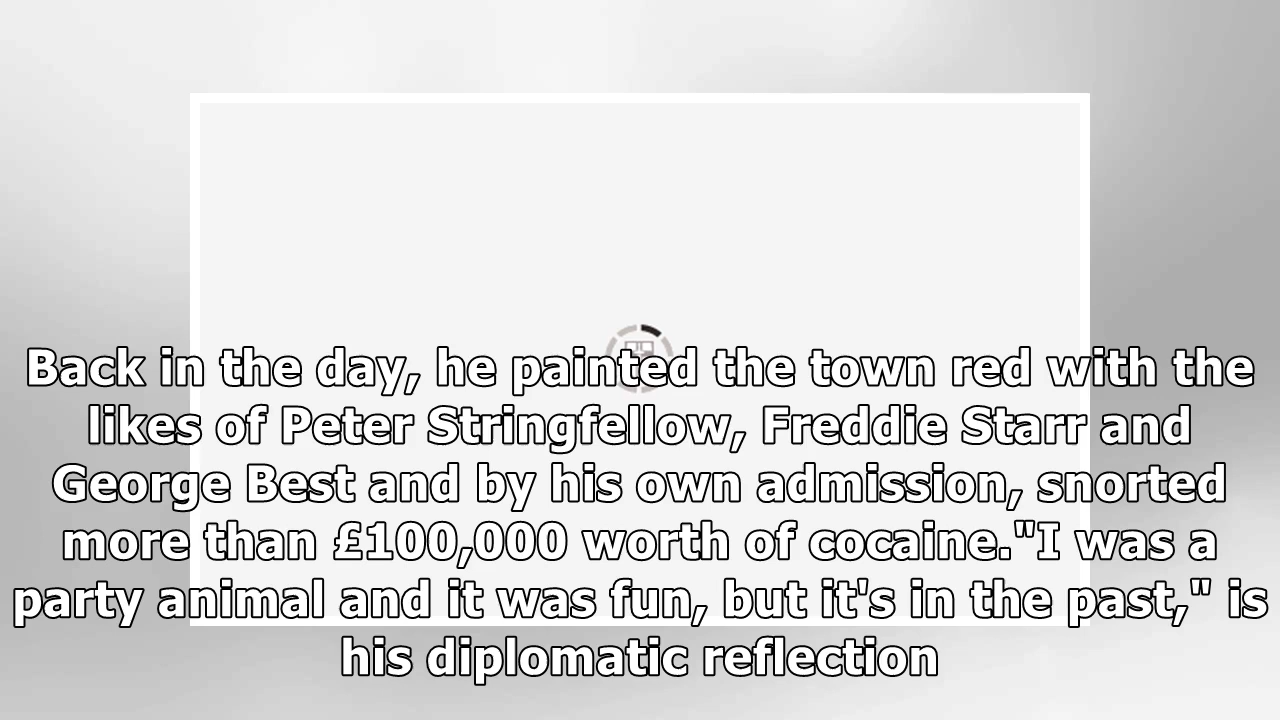 Back in the day, he painted the town red with the
likes of Peter Stringfellow, Freddie Starr and
George Best and by his own admission, snorted
more than £100,000 worth of cocaine."I was a
party animal and it was fun, but it's in the past," is
his diplomatic reflection